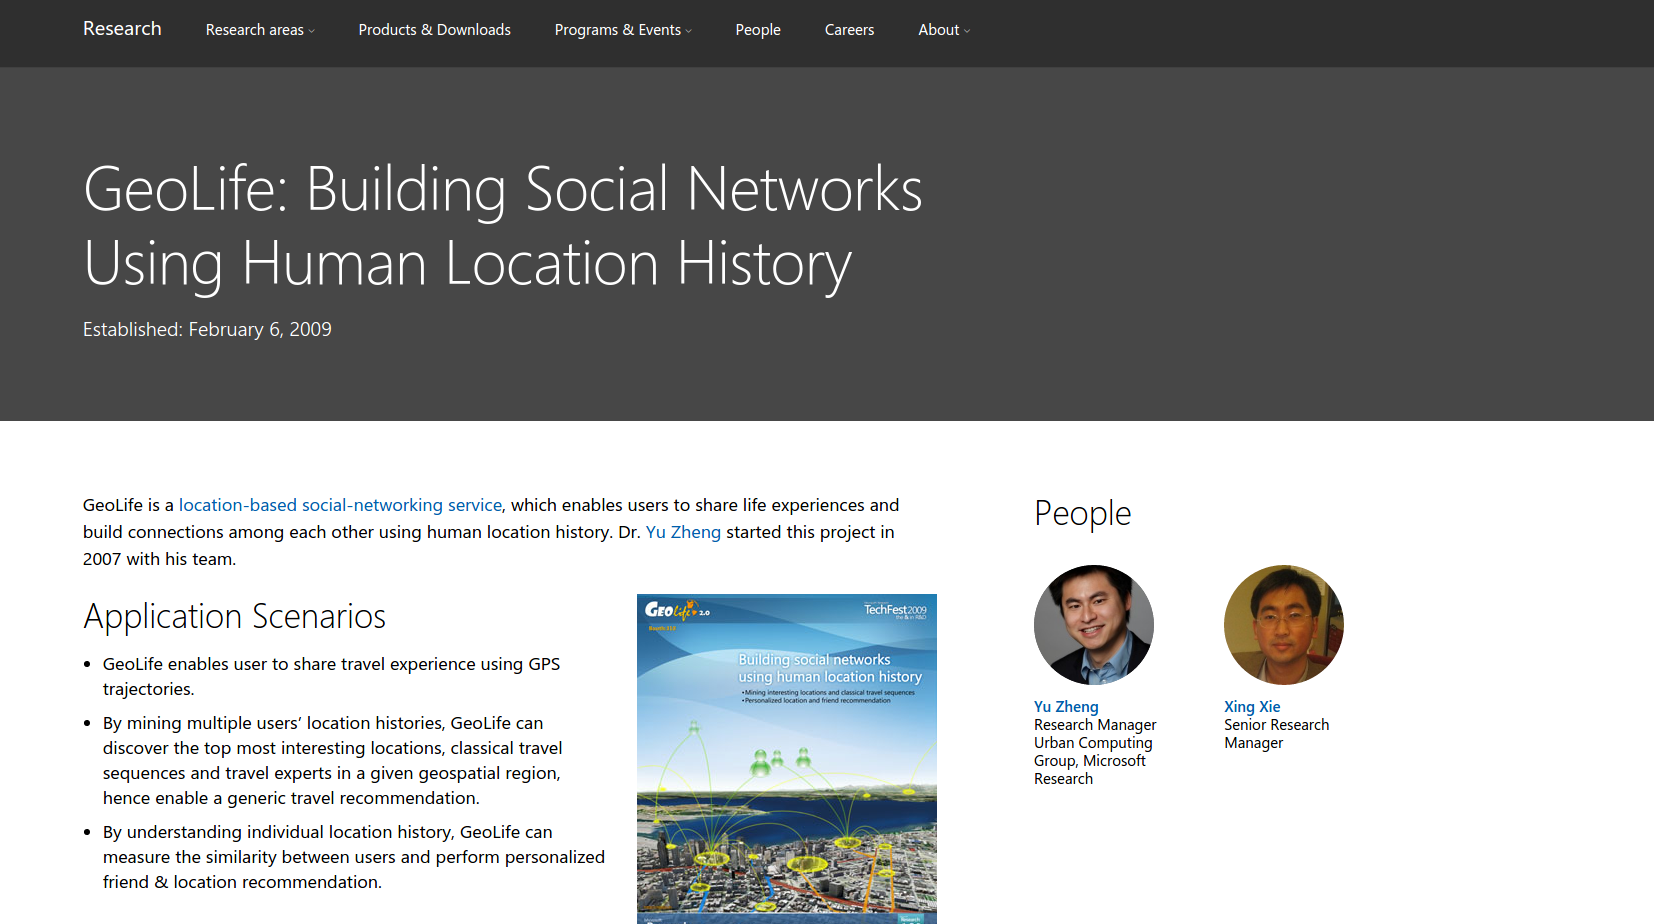 Research
Research areas
Products & Downloads
Programs & Events
People
Careers
About
GeoLife: Building Social Networks
Using Human Location History
Established: February 6, 2009
GeoLife is a location-based social-networking service, which enables users to share life experiences and
build connections among each other using human location history. Dr. Yu Zheng started this project in
2007 with his team.
Application Scenarios
• GeoLife enables user to share travel experience using GPS
trajectories.
• By mining multiple users’ location histories, GeoLife can
discover the top most interesting locations, classical travel
sequences and travel experts in a given geospatial region,
hence enable a generic travel recommendation.
• By understanding individual location history, GeoLife can
measure the similarity between users and perform personalized
friend & location recommendation.
GEOlife 2.0
TechFest2009
the & in R&D
Building social networks
using human location history
•Mining interesting locations and classical travel sequences
•Personalized location and friend recommendation
Microsoft
Research
People
Yu Zheng
Research Manager
Urban Computing
Group, Microsoft
Research
Xing Xie
Senior Research
Manager